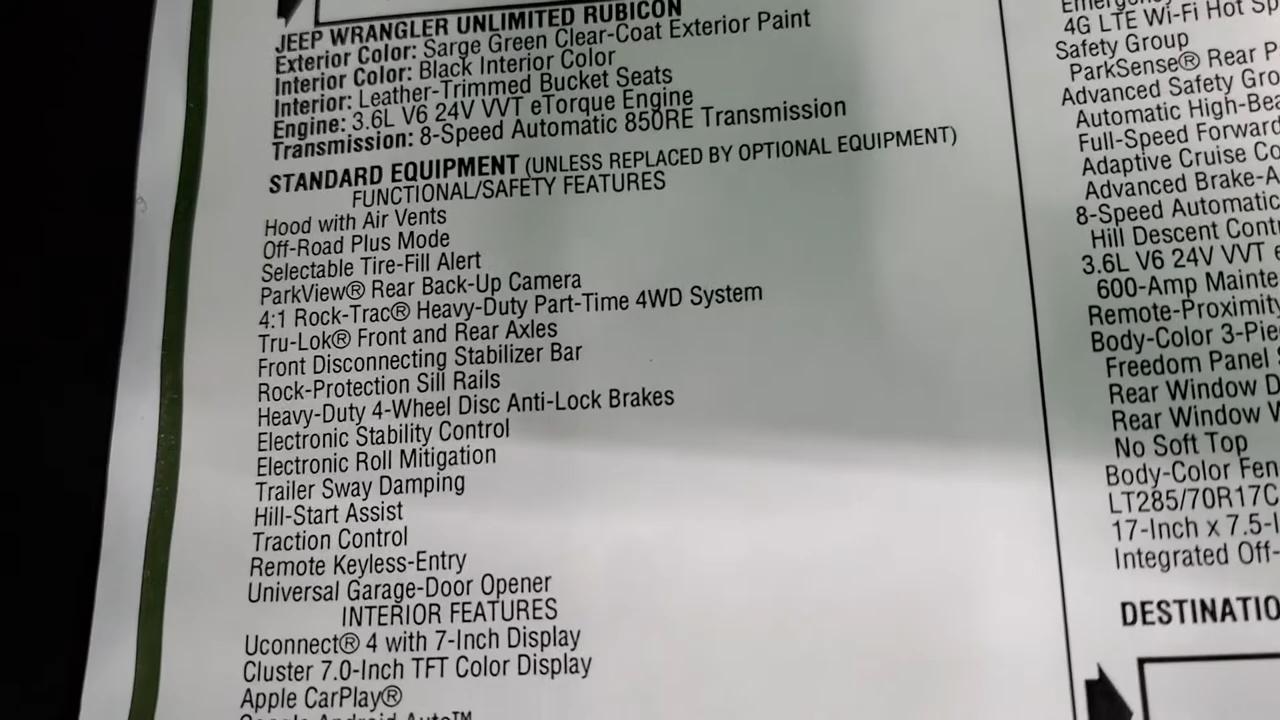 JEEP WRANGLER UNLIMITED RUBICON
Exterior Color: Sarge Green Clear-Coat Exterior Paint
Interior Color: Black Interior Color
Interior: Leather-Trimmed Bucket Seats
Engine: 3.6L V6 24V VVT eTorque Engine
Transmission: 8-Speed Automatic 850RE Transmission
STANDARD EQUIPMENT (UNLESS REPLACED BY OPTIONAL EQUIPMENT)
FUNCTIONAL/SAFETY FEATURES
Hood with Air Vents
Off-Road Plus Mode
Selectable Tire-Fill Alert
ParkView® Rear Back-Up Camera
4:1 Rock-Trac® Heavy-Duty Part-Time 4WD System
Tru-Lok® Front and Rear Axles
Front Disconnecting Stabilizer Bar
Rock-Protection Sill Rails
Heavy-Duty 4-Wheel Disc Anti-Lock Brakes
Electronic Stability Control
Electronic Roll Mitigation
Trailer Sway Damping
Hill-Start Assist
Traction Control
Remote Keyless-Entry
Universal Garage-Door Opener
INTERIOR FEATURES
Uconnect® 4 with 7-Inch Display
Cluster 7.0-Inch TFT Color Display
Apple CarPlay®
Google Android Auto™
4G LTE Wi-Fi Hot Sp
Safety Group
ParkSense® Rear P
Advanced Safety Gro
Automatic High-Bea
Full-Speed Forward
Adaptive Cruise Co
Advanced Brake-A
8-Speed Automatic
Hill Descent Cont
3.6L V6 24V VVT e
600-Amp Mainte
Remote-Proximity
Body-Color 3-Pie
Freedom Panel S
Rear Window D
Rear Window W
No Soft Top
Body-Color Fen
LT285/70R17C
17-Inch x 7.5-I
Integrated Off-
DESTINATIO